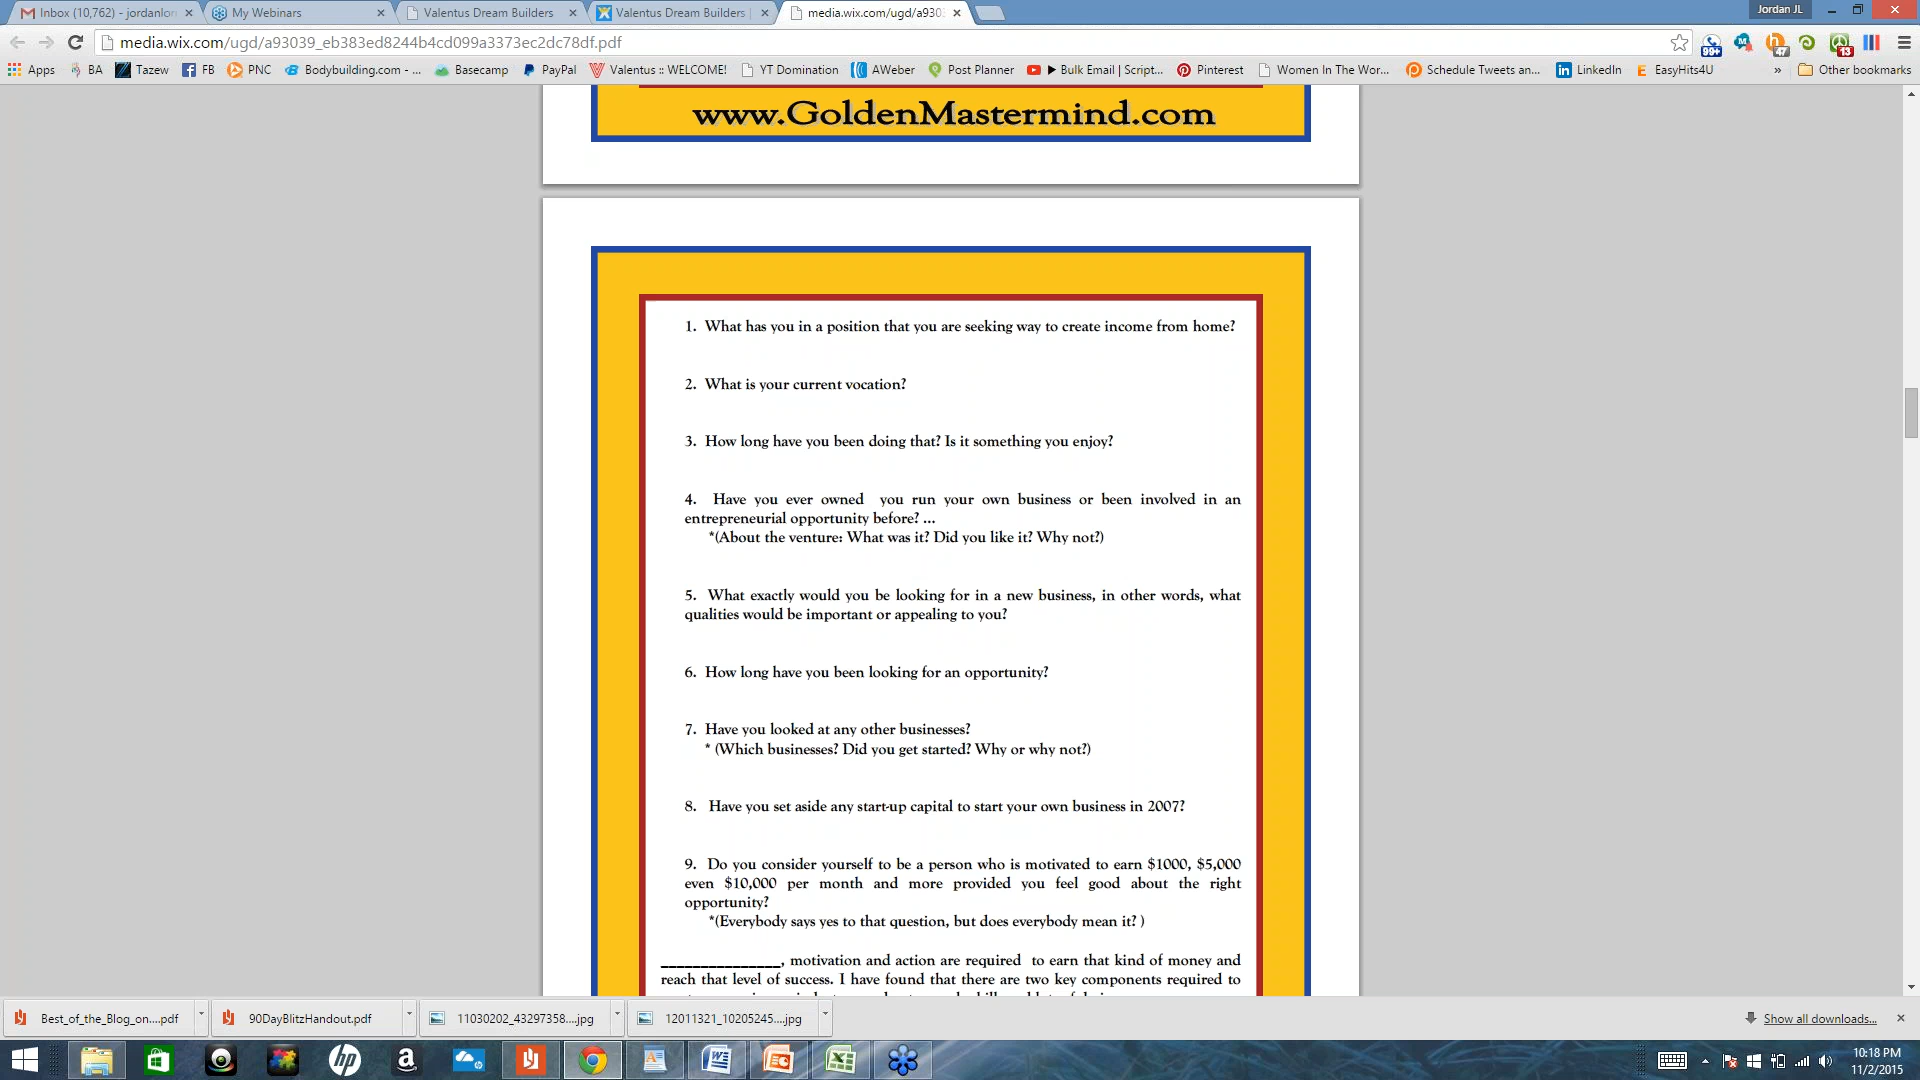 Inbox (10,762) - jordanlor
My Webinars
Valentus Dream Builders
Valentus Dream Builders |
media.wix.com/ugd/a9303
Jordan JL
media.wix.com/ugd/a93039_eb383ed8244b4cd099a3373ec2dc78df.pdf
99+
47
13
Apps
BA
Tazew
FB
PNC
Bodybuilding.com - ...
Basecamp
PayPal
Valentus :: WELCOME!
YT Domination
AWeber
Post Planner
▶ Bulk Email | Script...
Pinterest
Women In The Wor...
Schedule Tweets an...
LinkedIn
EasyHits4U
»
Other bookmarks
www.GoldenMastermind.com
1. What has you in a position that you are seeking way to create income from home?
2. What is your current vocation?
3. How long have you been doing that? Is it something you enjoy?
4. Have you ever owned you run your own business or been involved in an
entrepreneurial opportunity before? ...
*(About the venture: What was it? Did you like it? Why not?)
5. What exactly would you be looking for in a new business, in other words, what
qualities would be important or appealing to you?
6. How long have you been looking for an opportunity?
7. Have you looked at any other businesses?
* (Which businesses? Did you get started? Why or why not?)
8. Have you set aside any start-up capital to start your own business in 2007?
9. Do you consider yourself to be a person who is motivated to earn $1000, $5,000
even $10,000 per month and more provided you feel good about the right
opportunity?
*(Everybody says yes to that question, but does everybody mean it? )
_______________, motivation and action are required to earn that kind of money and
reach that level of success. I have found that there are two key components required to
Best_of_the_Blog_on....pdf
90DayBlitzHandout.pdf
11030202_43297358....jpg
12011321_10205245....jpg
Show all downloads...
10:18 PM
11/2/2015